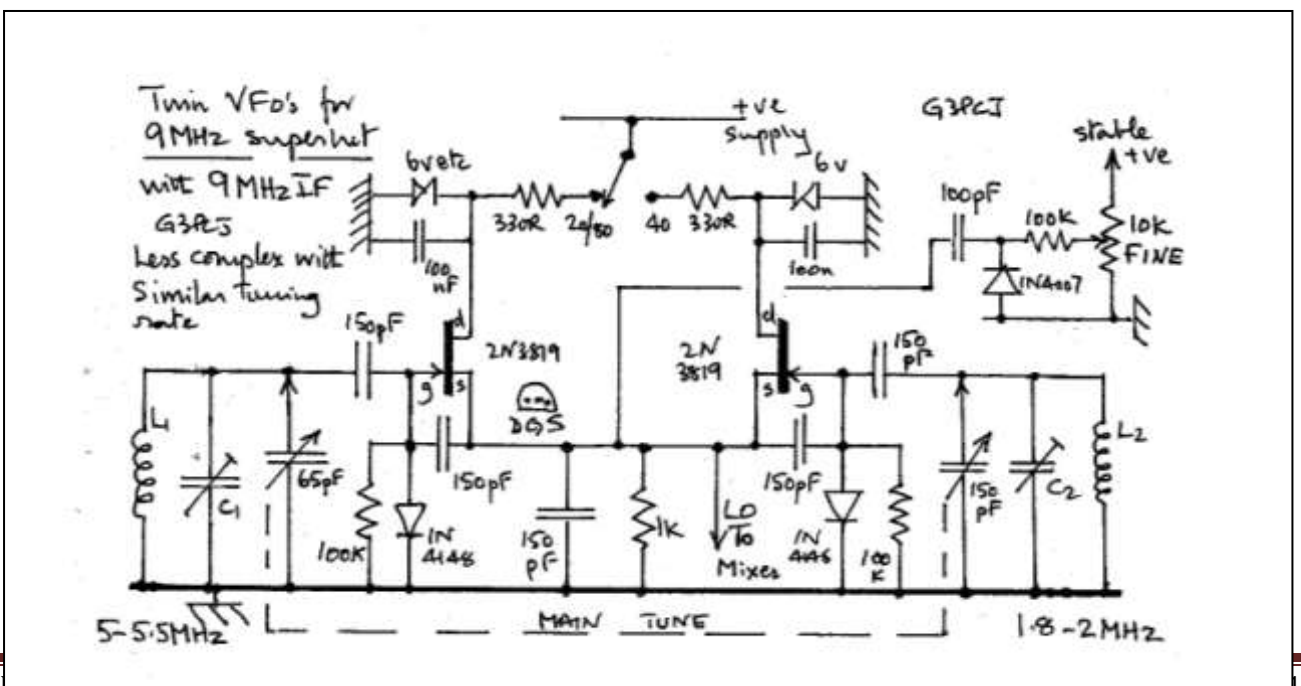 Twin VFO's for
9MHz superhet
with 9MHz IF
G3PCJ
Less complex with
Similar tuning
rate
+ve
supply
G3PCJ
stable
+ve
6v etc
6v
330R
20/80
40
330R
100pF
100K
10K
FINE
100
nF
100n
1N4007
150pF
d
g
s
2N3819
DGS
2N
3819
d
s
g
150
pF
L1
C1
65pF
100K
150pF
1N
4148
150
pF
1K
LO
To
Mixer
150pF
1N
100
K
150
pF
C2
L2
5-5.5MHz
MAIN TUNE
1.8-2MHz